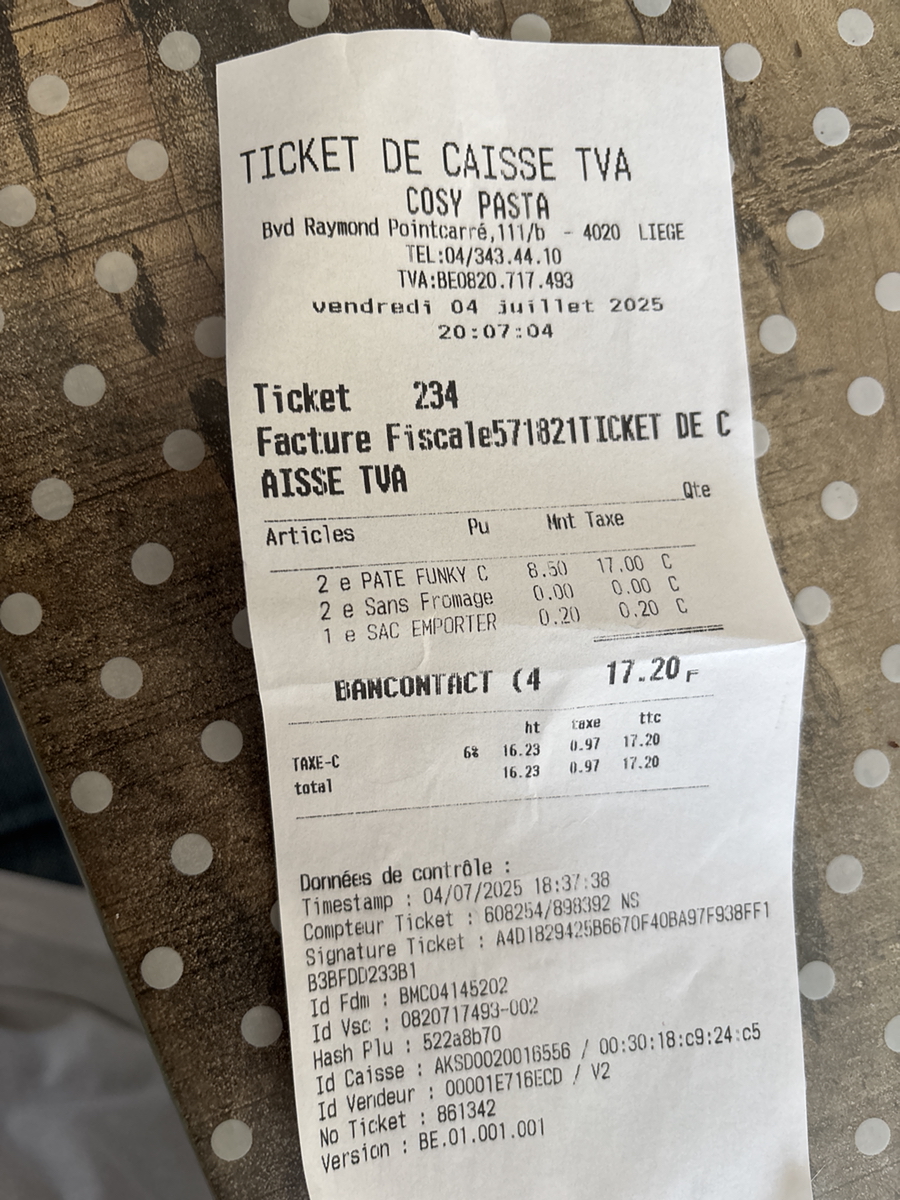 TICKET DE CAISSE TVA
COSY PASTA
Bvd Raymond Pointcarré,111/b - 4020 LIEGE
TEL:04/343.44.10
TVA:BE0820.717.493
vendredi 04 juillet 2025
20:07:04
Ticket 234
Facture Fiscale571821TICKET DE C
AISSE TVA
Qte
Articles Pu Mnt Taxe
2 e PATE FUNKY C 8.50 17.00 C
2 e Sans Fromage 0.00 0.00 C
1 e SAC EMPORTER 0.20 0.20 C
BANCONTACT (4 17.20 F
ht taxe ttc
TAXE-C 6% 16.23 0.97 17.20
total 16.23 0.97 17.20
Données de contrôle :
Timestamp : 04/07/2025 18:37:38
Compteur Ticket : 608254/898392 NS
Signature Ticket : A4D1829425B6670F40BA97F938FF1
B3BFDD233B1
Id Fdm : BMC04145202
Id Vsc : 0820717493-002
Hash Plu : 522a8b70
Id Caisse : AKSD0020016556 / 00:30:18:c9:24:c5
Id Vendeur : 00001E716ECD / V2
No Ticket : 861342
Version : BE.01.001.001